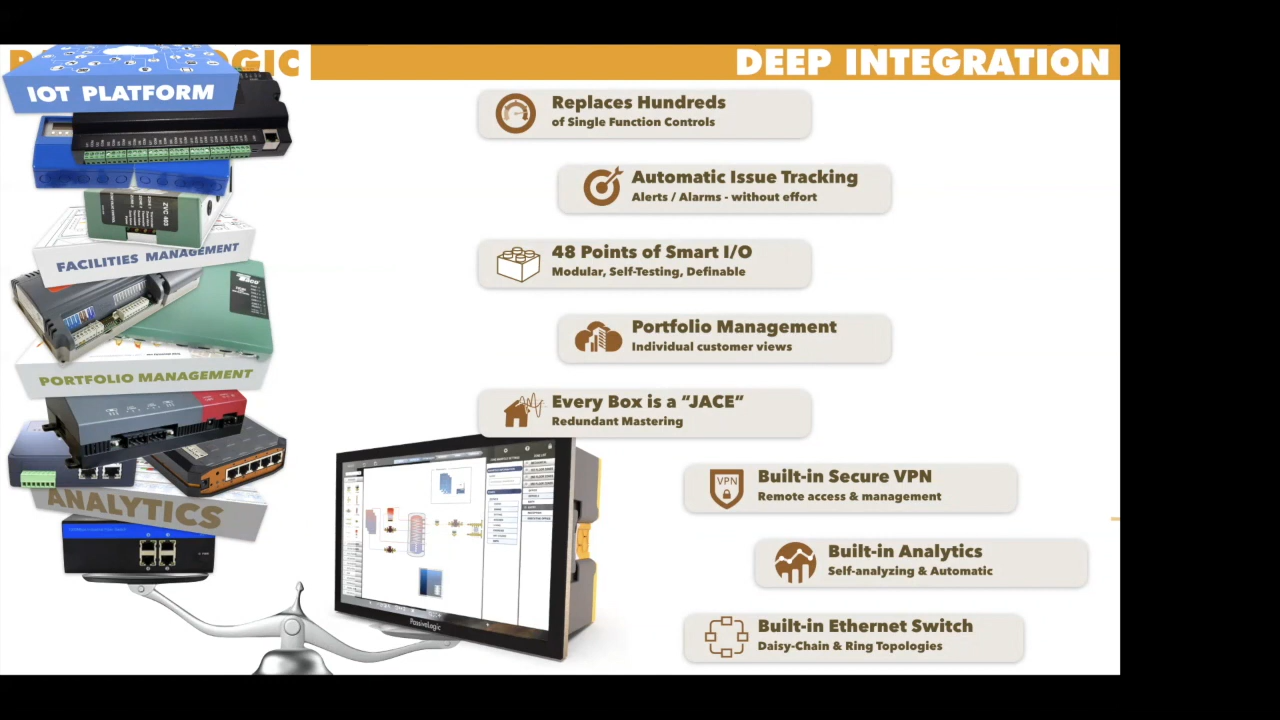 DEEP INTEGRATION
IOT PLATFORM
ZVC 403
FACILITIES MANAGEMENT
Taco
PORTFOLIO MANAGEMENT
ANALYTICS
Replaces Hundreds
of Single Function Controls
Automatic Issue Tracking
Alerts / Alarms - without effort
48 Points of Smart I/O
Modular, Self-Testing, Definable
Portfolio Management
Individual customer views
Every Box is a “JACE”
Redundant Mastering
VPN
Built-in Secure VPN
Remote access & management
Built-in Analytics
Self-analyzing & Automatic
Built-in Ethernet Switch
Daisy-Chain & Ring Topologies
PassiveLogic